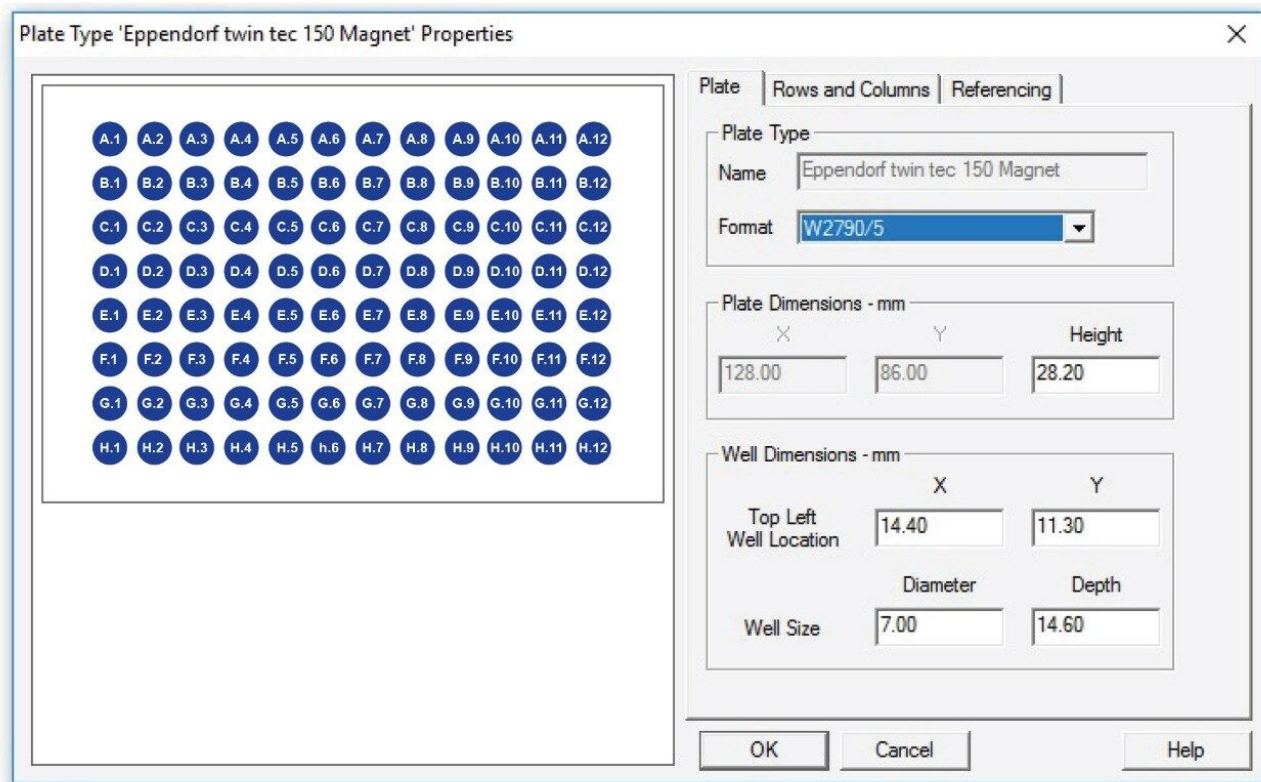 Plate Type 'Eppendorf twin tec 150 Magnet' Properties
Plate Rows and Columns Referencing
A.1 A.2 A.3 A.4 A.5 A.6 A.7 A.8 A.9 A.10 A.11 A.12
B.1 B.2 B.3 B.4 B.5 B.6 B.7 B.8 B.9 B.10 B.11 B.12
C.1 C.2 C.3 C.4 C.5 C.6 C.7 C.8 C.9 C.10 C.11 C.12
D.1 D.2 D.3 D.4 D.5 D.6 D.7 D.8 D.9 D.10 D.11 D.12
E.1 E.2 E.3 E.4 E.5 E.6 E.7 E.8 E.9 E.10 E.11 E.12
F.1 F.2 F.3 F.4 F.5 F.6 F.7 F.8 F.9 F.10 F.11 F.12
G.1 G.2 G.3 G.4 G.5 G.6 G.7 G.8 G.9 G.10 G.11 G.12
H.1 H.2 H.3 H.4 H.5 h.6 H.7 H.8 H.9 H.10 H.11 H.12
Plate Type
Name Eppendorf twin tec 150 Magnet
Format W2790/5
Plate Dimensions - mm
X Y Height
128.00 86.00 28.20
Well Dimensions - mm
X Y
Top Left
Well Location
14.40 11.30
Diameter Depth
Well Size 7.00 14.60
OK Cancel Help